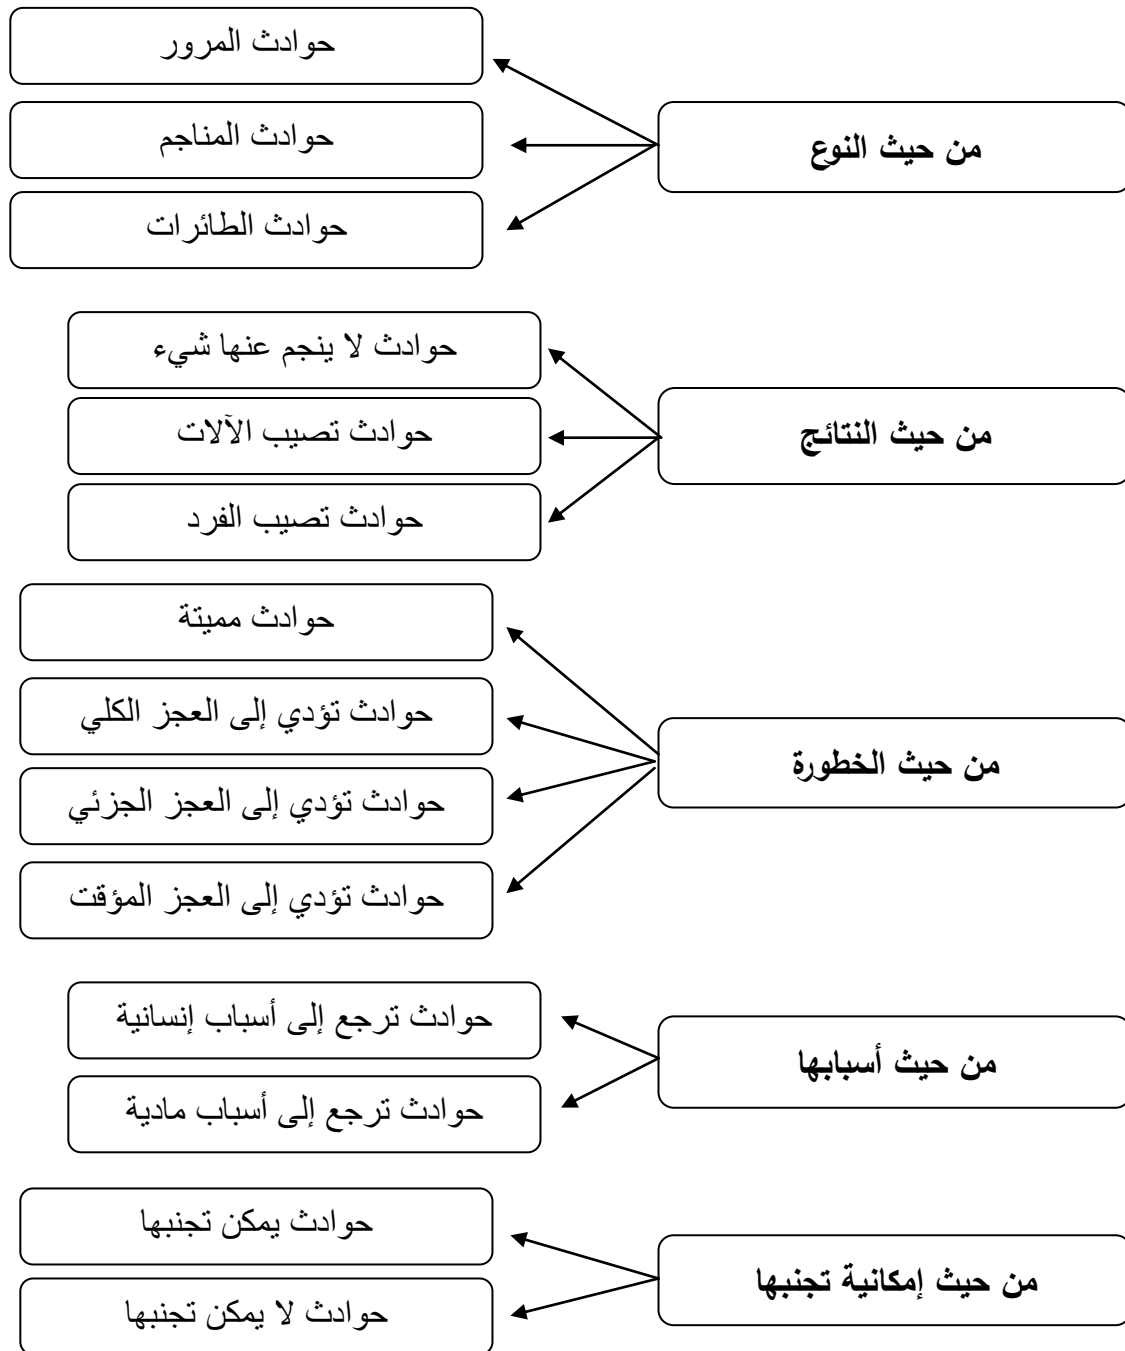 من حيث النوع
حوادث المرور
حوادث المناجم
حوادث الطائرات
من حيث النتائج
حوادث لا ينجم عنها شيء
حوادث تصيب الآلات
حوادث تصيب الفرد
من حيث الخطورة
حوادث مميتة
حوادث تؤدي إلى العجز الكلي
حوادث تؤدي إلى العجز الجزئي
حوادث تؤدي إلى العجز المؤقت
من حيث أسبابها
حوادث ترجع إلى أسباب إنسانية
حوادث ترجع إلى أسباب مادية
من حيث إمكانية تجنبها
حوادث يمكن تجنبها
حوادث لا يمكن تجنبها